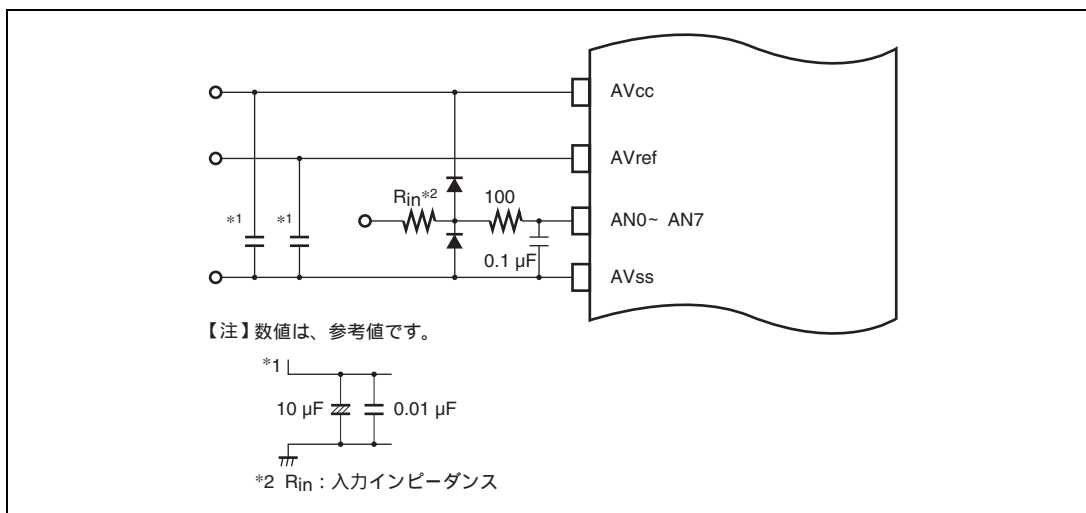 AVcc
AVref
Rin*2
100
*1
*1
AN0~ AN7
0.1 μF
AVss
【注】数値は、参考値です。
*1
10 μF
0.01 μF
*2 Rin：入力インピーダンス